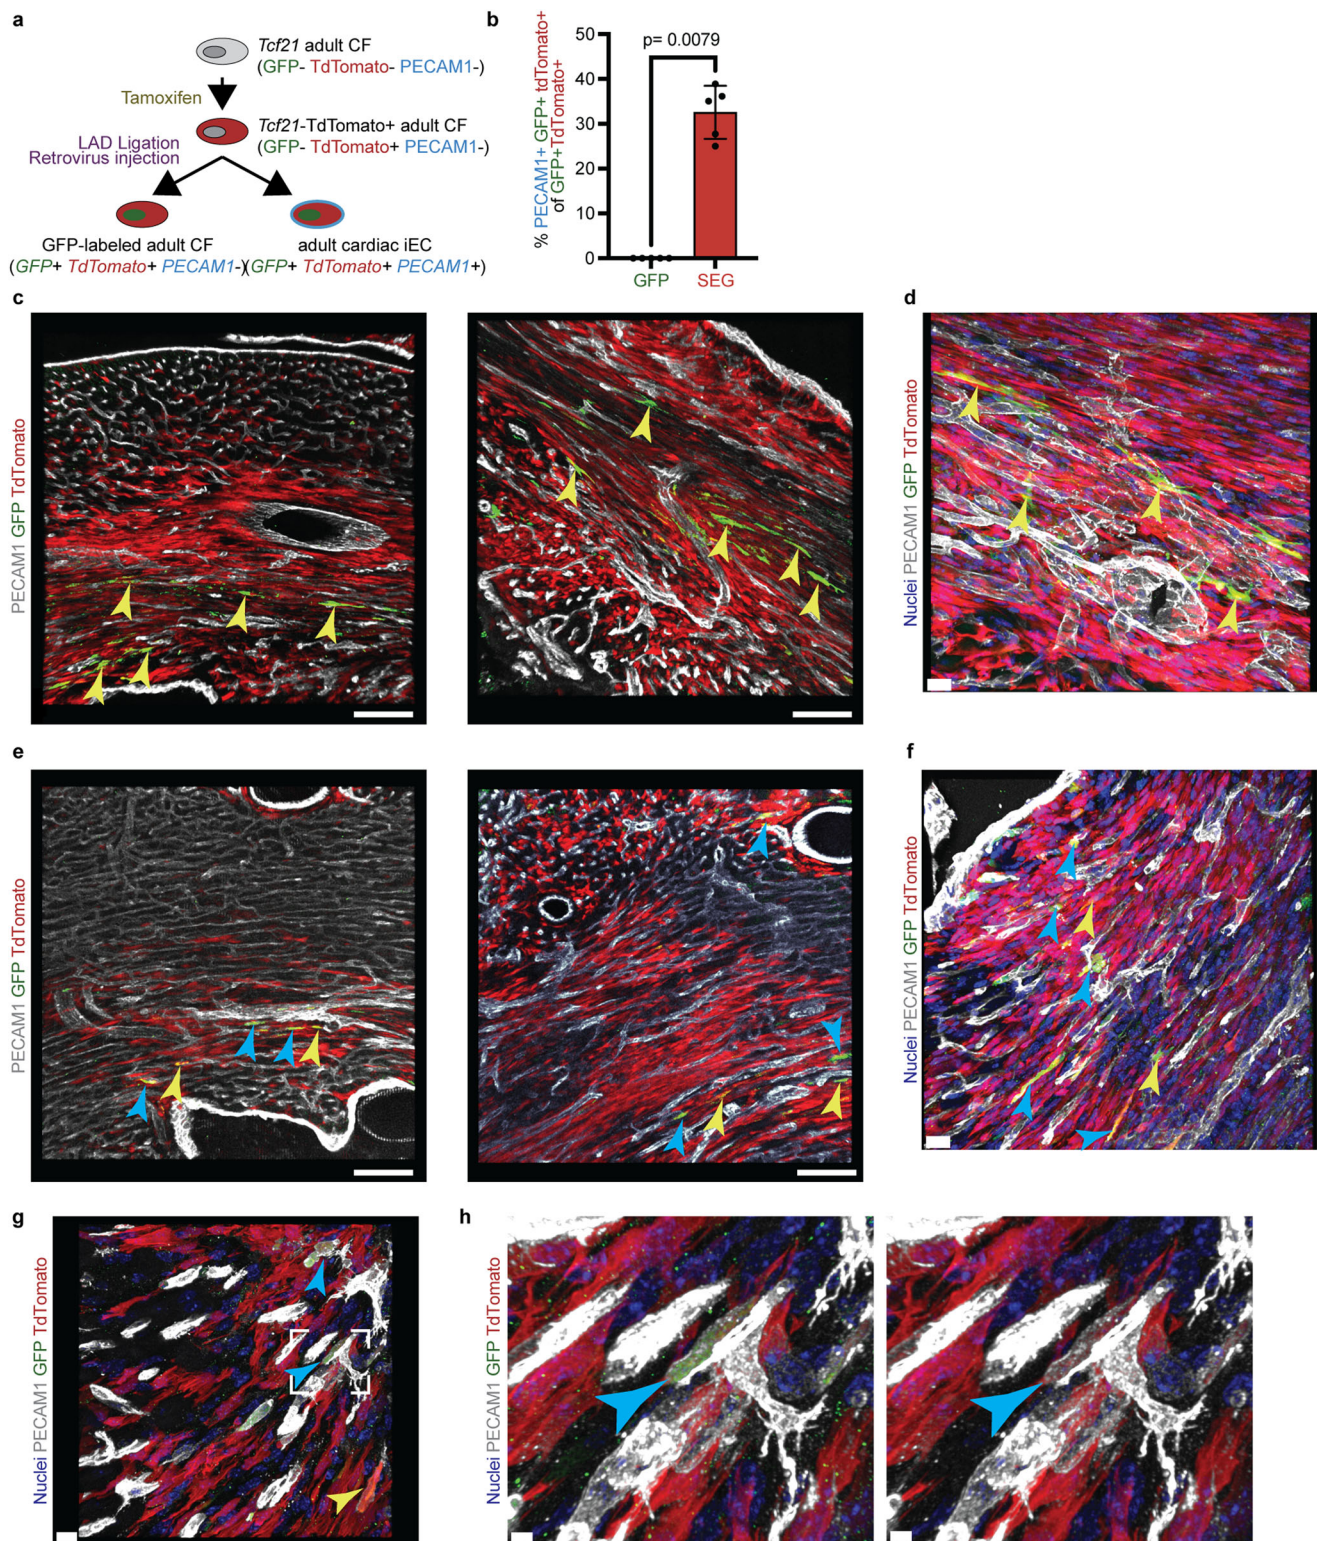 a
Tcf21 adult CF
(GFP- TdTomato- PECAM1-)
Tamoxifen
Tcf21-TdTomato+ adult CF
(GFP- TdTomato+ PECAM1-)
LAD Ligation
Retrovirus injection
GFP-labeled adult CF
(GFP+ TdTomato+ PECAM1-)
adult cardiac iEC
(GFP+ TdTomato+ PECAM1+)
b
% PECAM1+ GFP+ tdTomato+
of GFP+TdTomato+
50
40
30
20
10
0
p= 0.0079
GFP
SEG
c
PECAM1 GFP TdTomato
d
Nuclei PECAM1 GFP TdTomato
e
PECAM1 GFP TdTomato
f
Nuclei PECAM1 GFP TdTomato
g
Nuclei PECAM1 GFP TdTomato
h
Nuclei PECAM1 GFP TdTomato